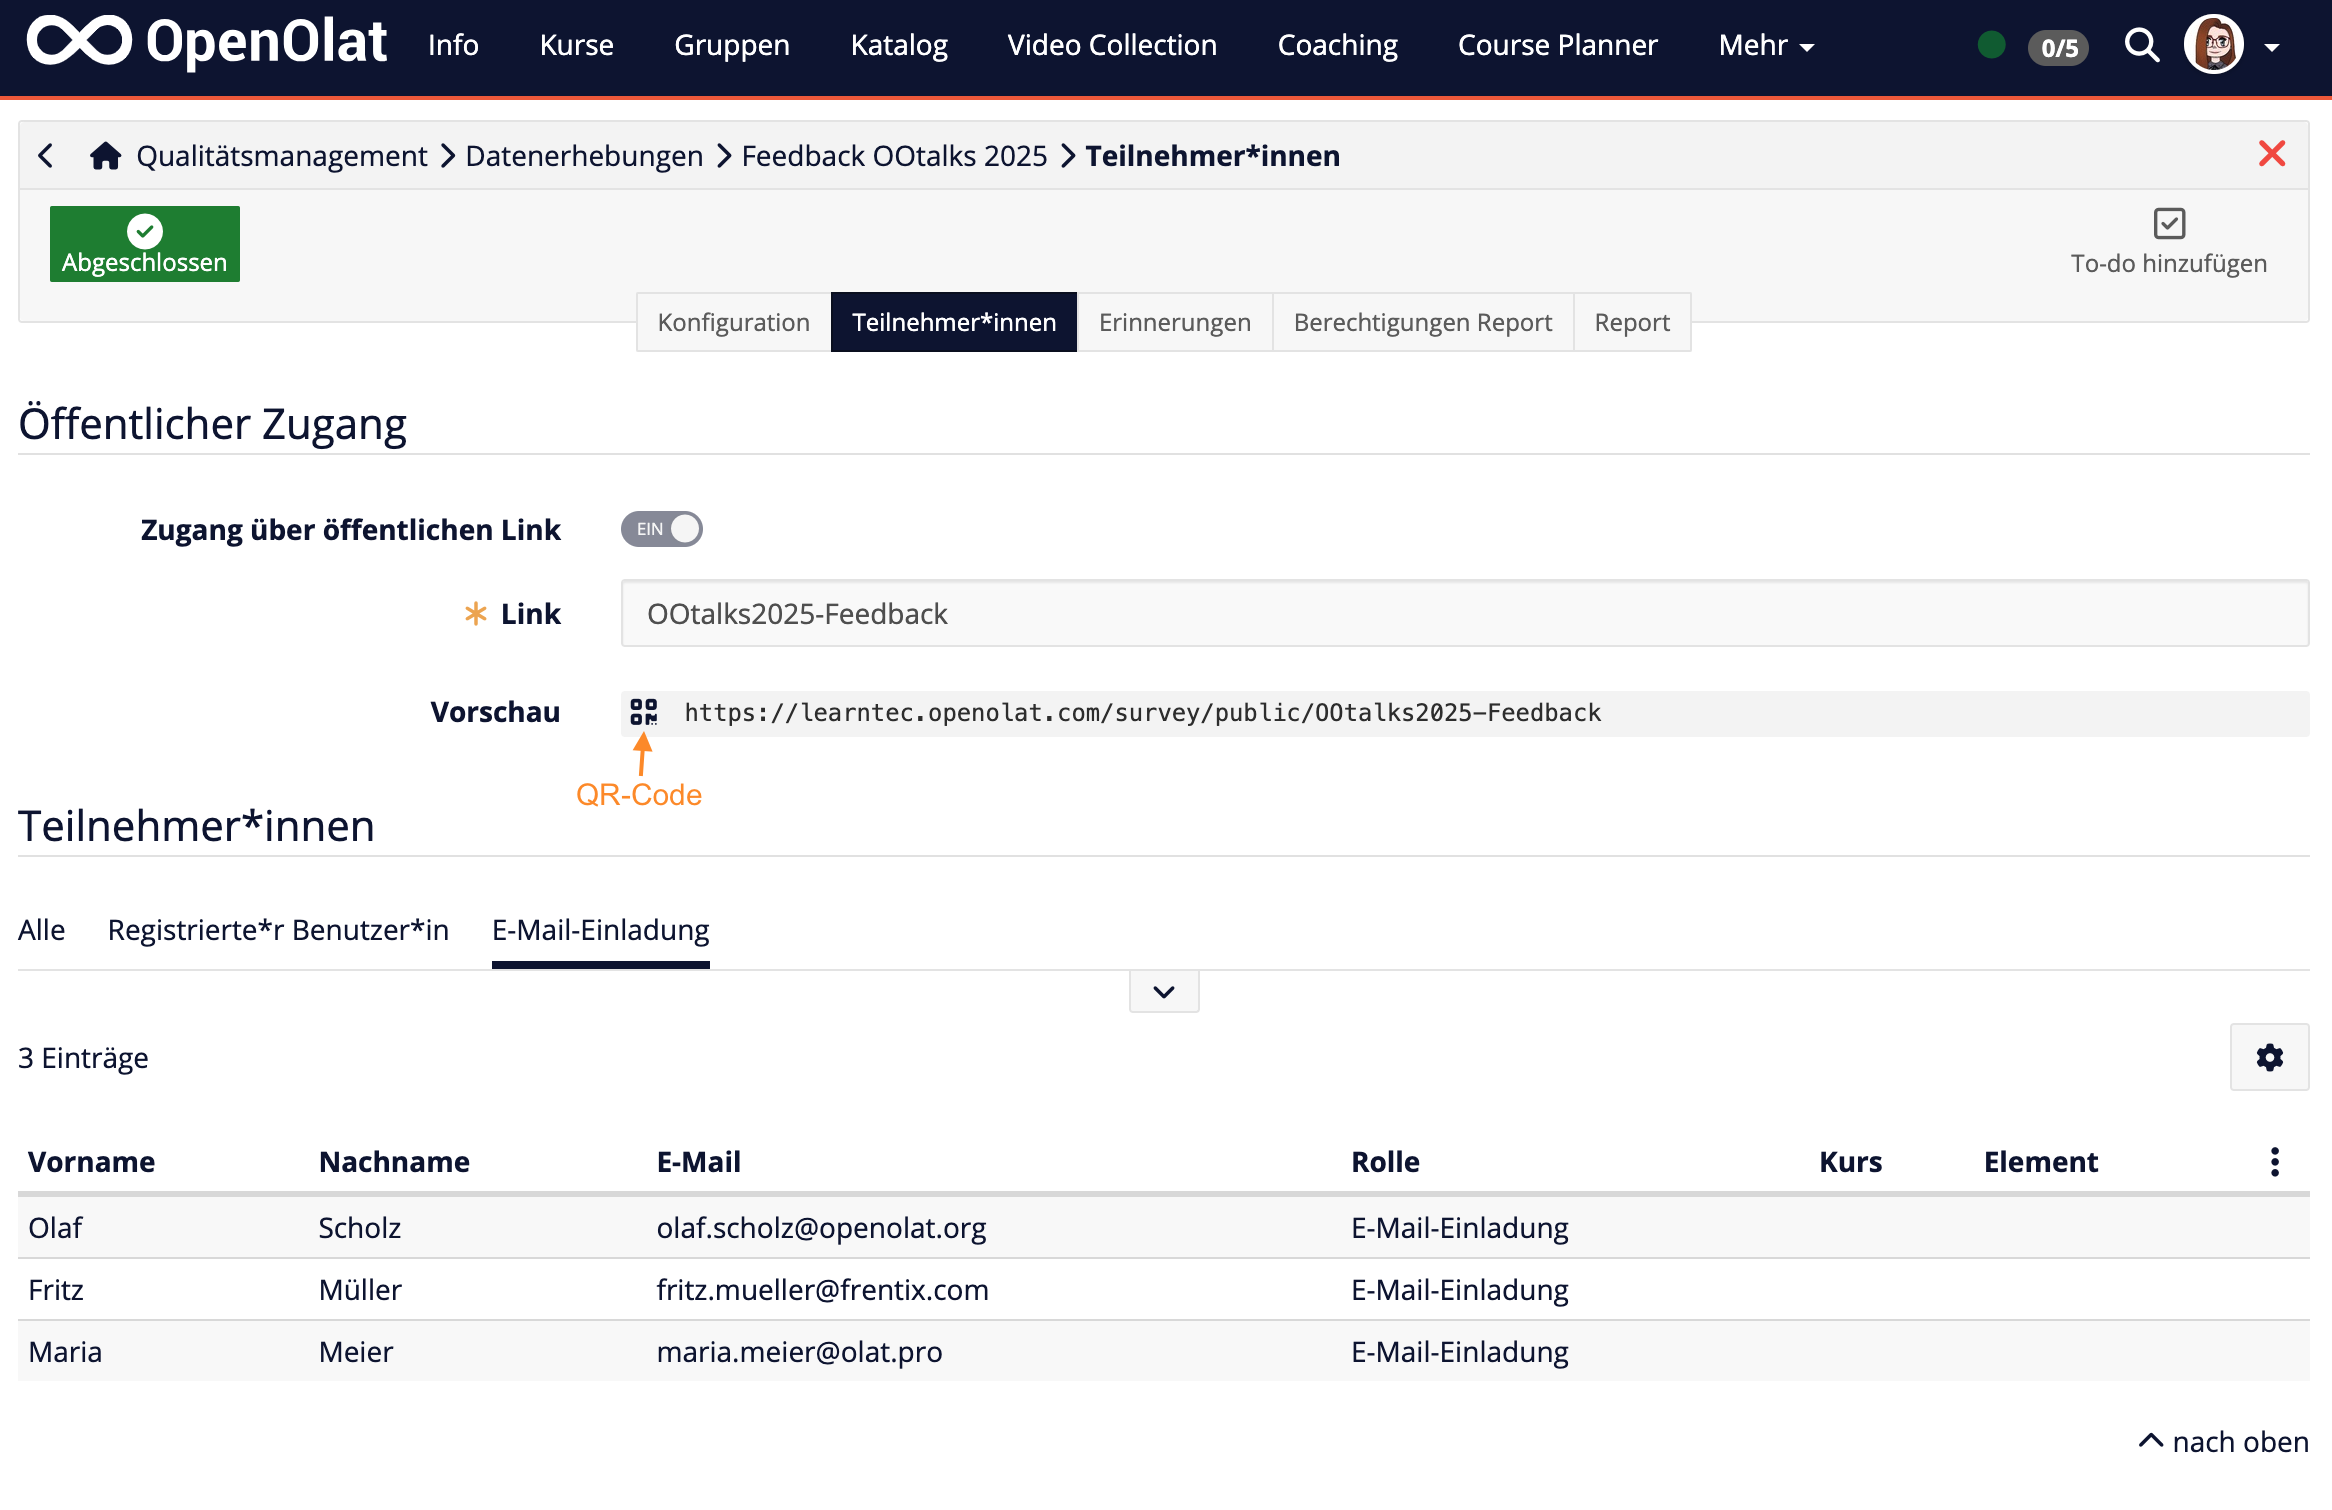 OpenOlat Info Kurse Gruppen Katalog Video Collection Coaching Course Planner Mehr 0/5
Qualitätsmanagement Datenerhebungen Feedback OOtalks 2025 Teilnehmer*innen
Abgeschlossen To-do hinzufügen
Konfiguration Teilnehmer*innen Erinnerungen Berechtigungen Report Report
Öffentlicher Zugang
Zugang über öffentlichen Link EIN
Link OOtalks2025-Feedback
Vorschau https://learntec.openolat.com/survey/public/OOtalks2025-Feedback
QR-Code
Teilnehmer*innen
Alle Registrierte*r Benutzer*in E-Mail-Einladung
3 Einträge
Vorname Nachname E-Mail Rolle Kurs Element
Olaf Scholz olaf.scholz@openolat.org E-Mail-Einladung
Fritz Müller fritz.mueller@frentix.com E-Mail-Einladung
Maria Meier maria.meier@olat.pro E-Mail-Einladung
nach oben